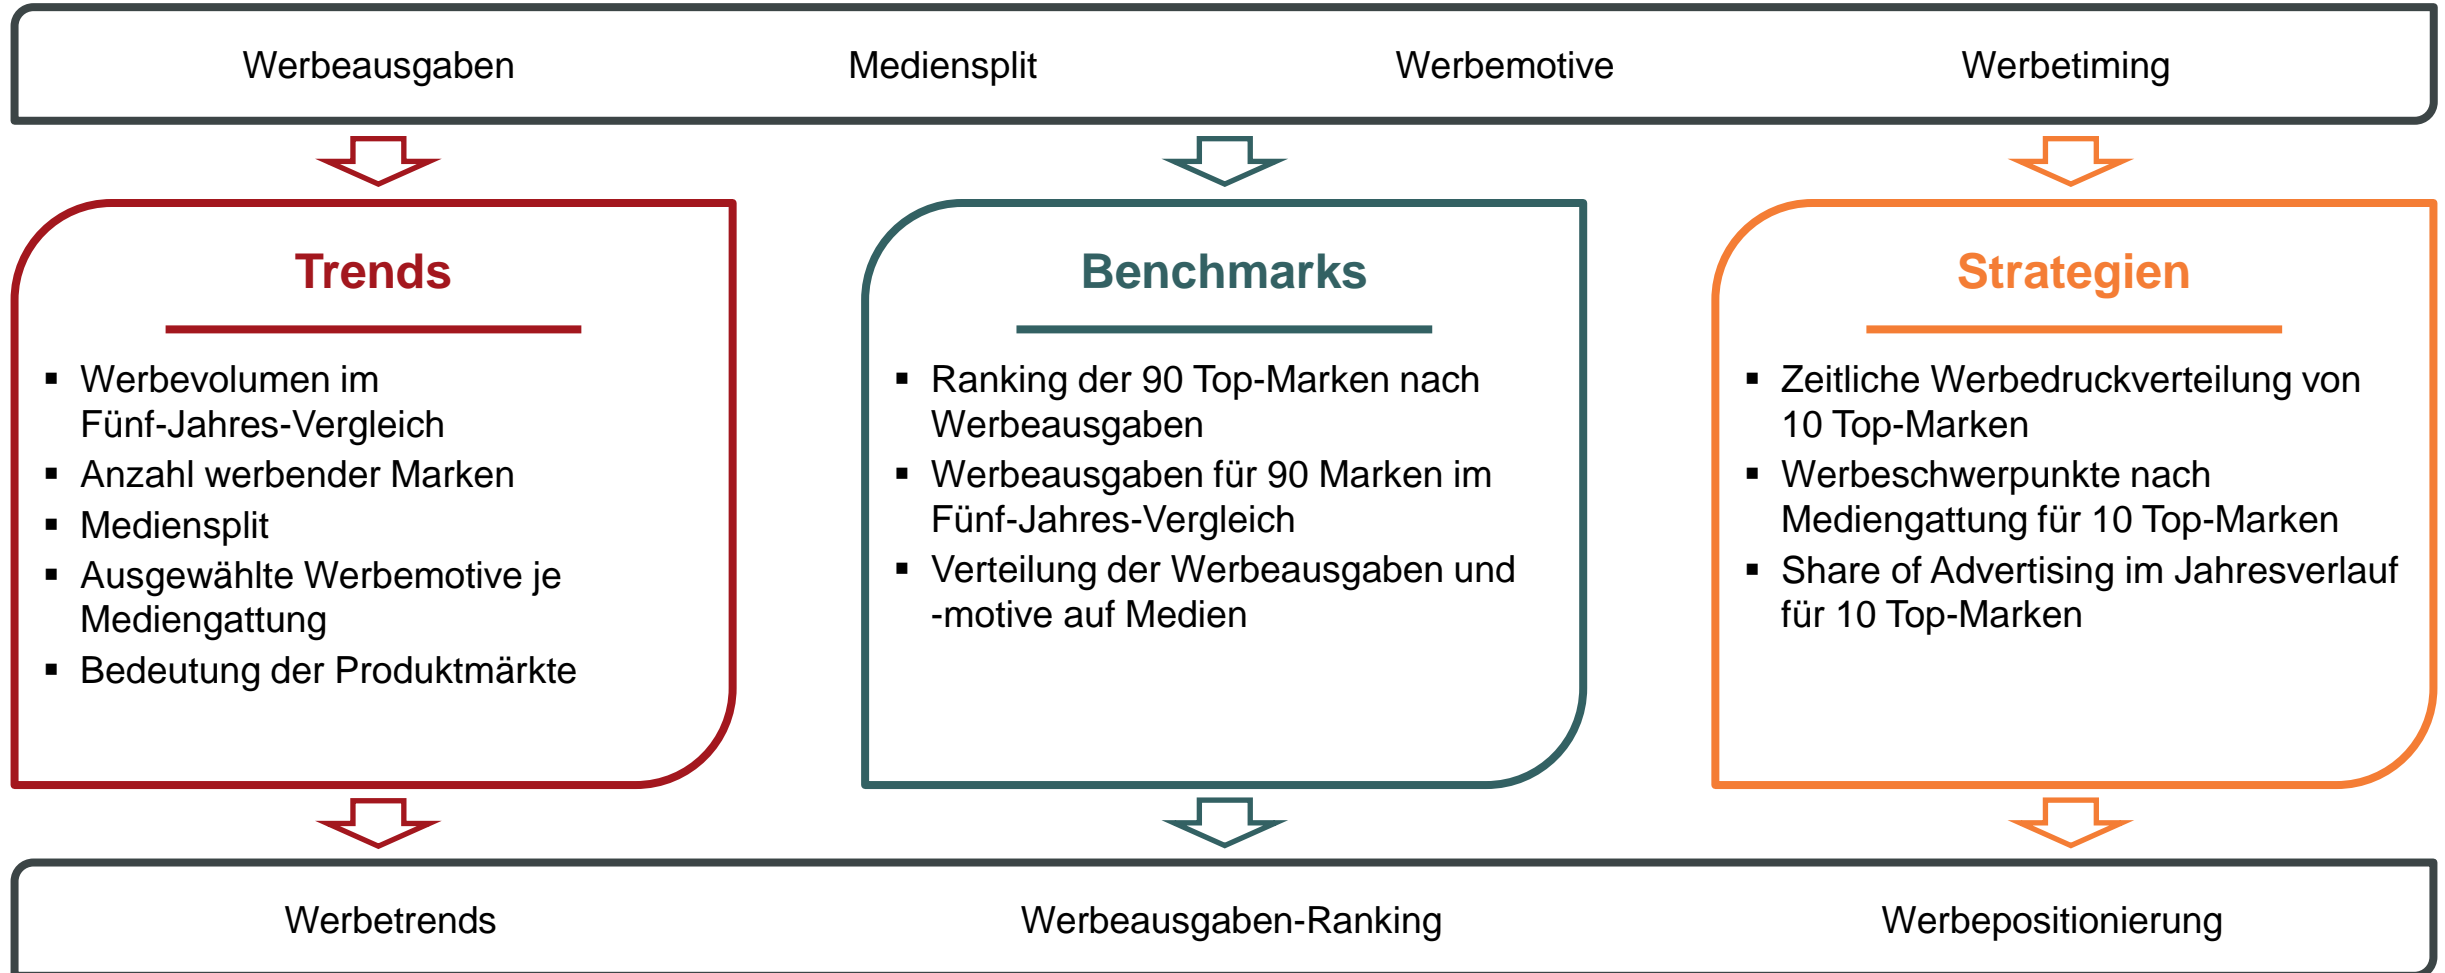 Werbeausgaben Mediensplit Werbemotive Werbetiming
Trends
▪ Werbevolumen im
Fünf-Jahres-Vergleich
▪ Anzahl werbender Marken
▪ Mediensplit
▪ Ausgewählte Werbemotive je
Mediengattung
▪ Bedeutung der Produktmärkte
Benchmarks
▪ Ranking der 90 Top-Marken nach
Werbeausgaben
▪ Werbeausgaben für 90 Marken im
Fünf-Jahres-Vergleich
▪ Verteilung der Werbeausgaben und
-motive auf Medien
Strategien
▪ Zeitliche Werbedruckverteilung von
10 Top-Marken
▪ Werbeschwerpunkte nach
Mediengattung für 10 Top-Marken
▪ Share of Advertising im Jahresverlauf
für 10 Top-Marken
Werbetrends Werbeausgaben-Ranking Werbepositionierung